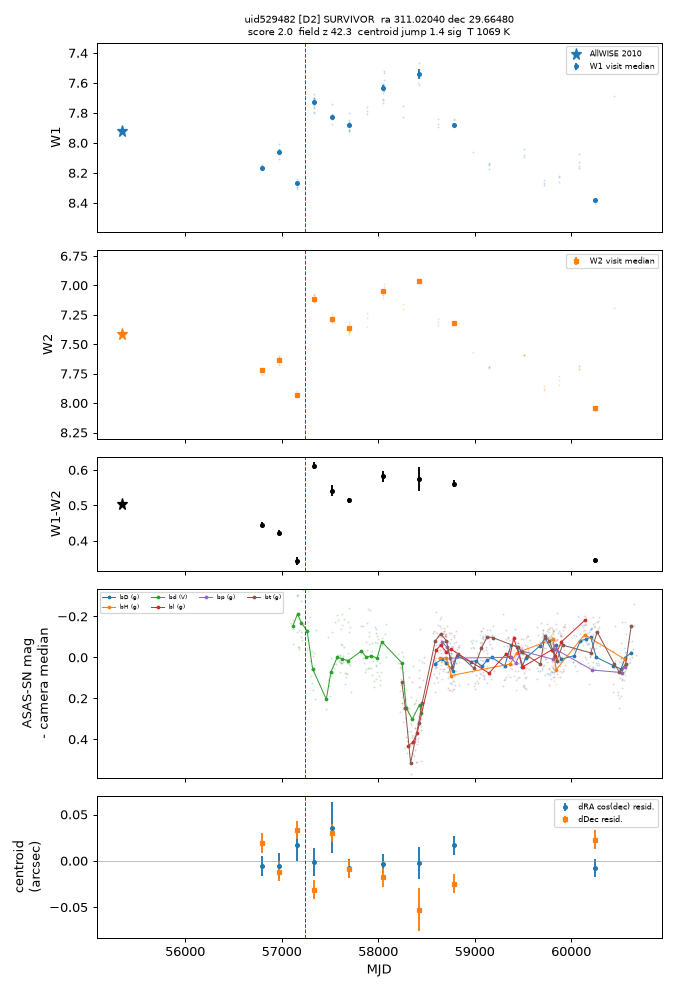 uid529482 [D2] SURVIVOR ra 311.02040 dec 29.66480
score 2.0 field z 42.3 centroid jump 1.4 sig T 1069 K
W1
7.4
7.6
7.8
8.0
8.2
8.4
AllWISE 2010
W1 visit median
W2
6.75
7.00
7.25
7.50
7.75
8.00
8.25
W2 visit median
W1-W2
0.6
0.5
0.4
ASAS-SN mag
- camera median
−0.2
0.0
0.2
0.4
bD (g)
bH (g)
bd (V)
bl (g)
bp (g)
bt (g)
centroid
(arcsec)
0.05
0.00
−0.05
dRA cos(dec) resid.
dDec resid.
56000
57000
58000
59000
60000
MJD